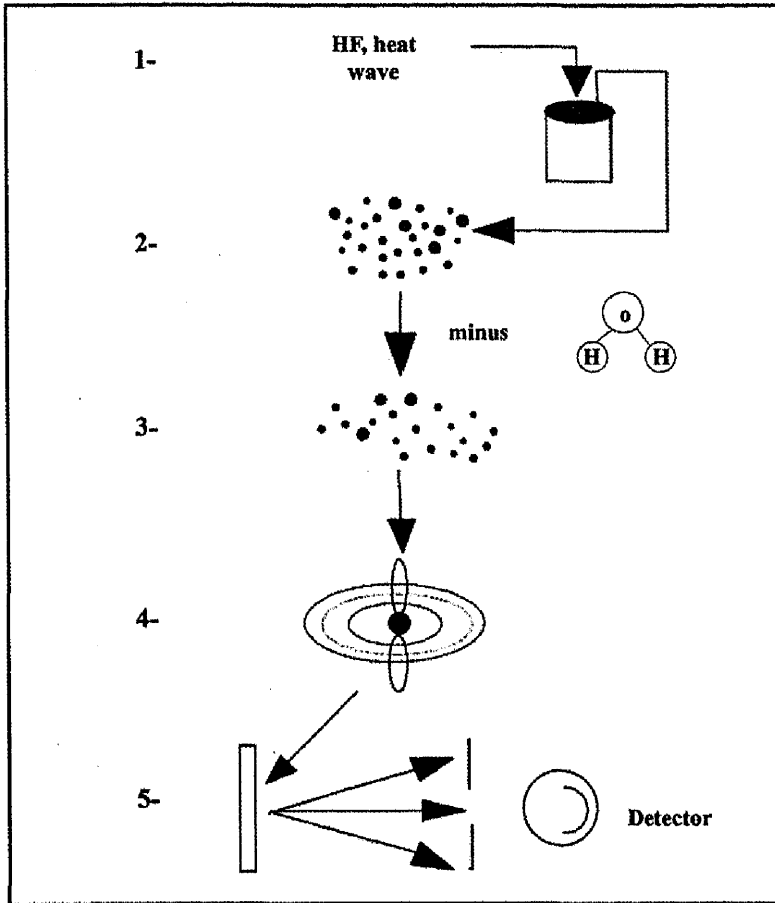 1-
HF, heat
wave
2-
minus
o
H H
3-
4-
5-
Detector